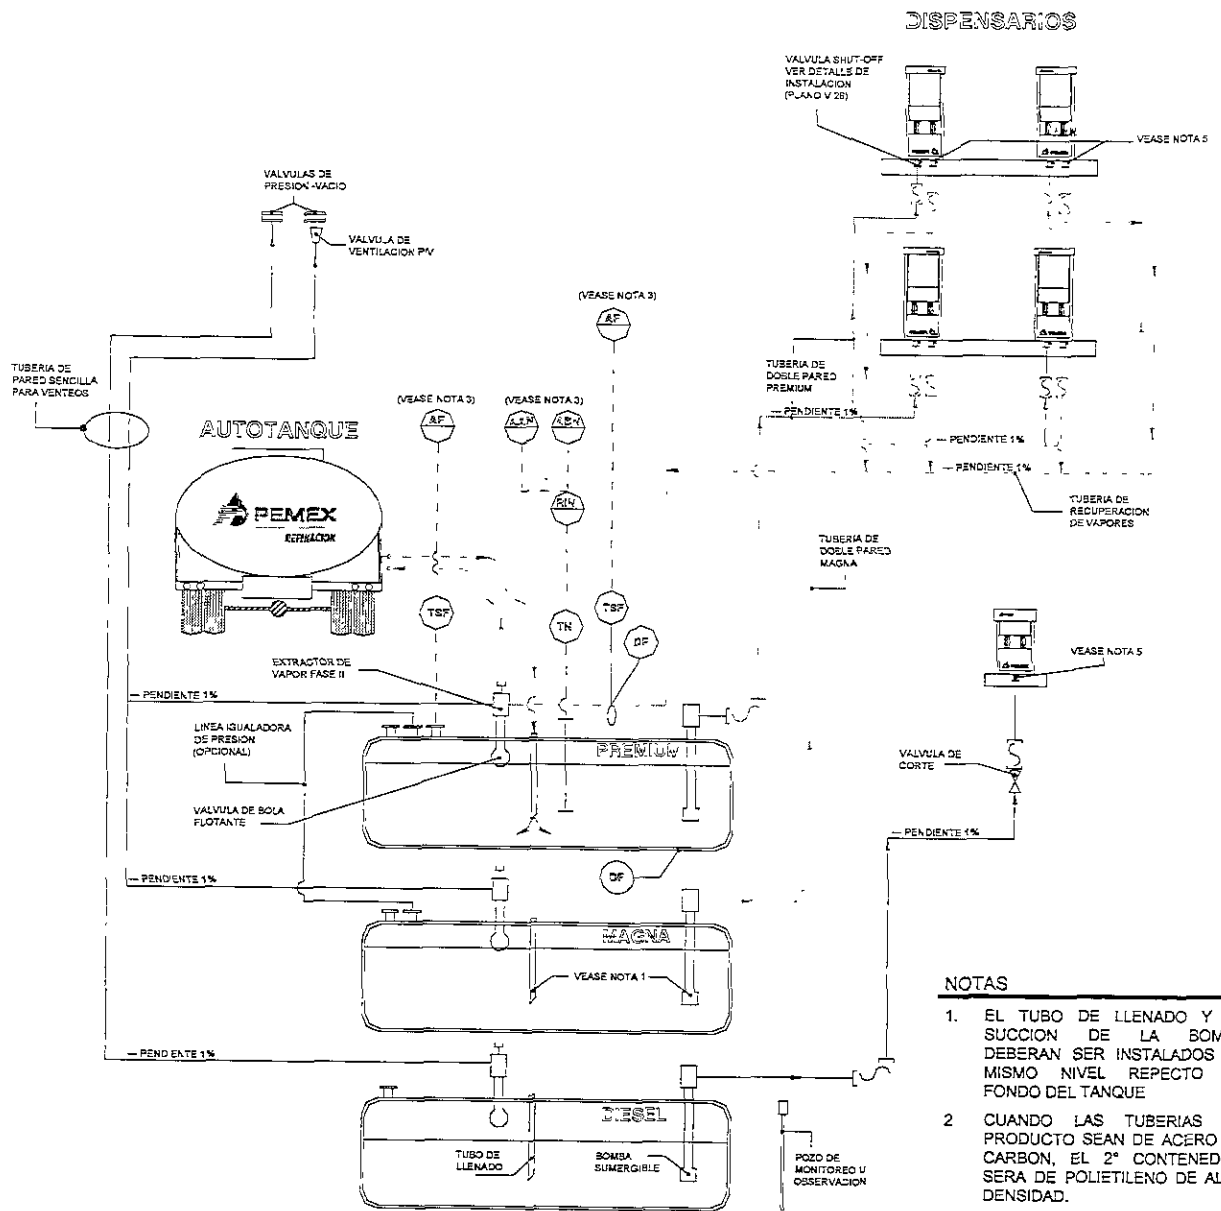 DISPENSARIOS
VALVULA SHUT-OFF
VER DETALLE DE
INSTALACION
(PLANO V 28)
VEASE NOTA 5
VALVULAS DE
PRESION-VACIO
VALVULA DE
VENTILACION P/V
(VEASE NOTA 3)
AF
TUBERIA DE
PARED SENCILLA
PARA VENTEOS
TUBERIA DE
DOBLE PARED
PREMIUM
PENDIENTE 1%
(VEASE NOTA 3)
(VEASE NOTA 3)
AF
AUTOTANQUE
PENDIENTE 1%
PENDIENTE 1%
PEMEX
REFINACION
TUBERIA DE
RECUPERACION
DE VAPORES
TUBERIA DE
DOBLE PARED
MAGNA
TSF
TN
TSF
DF
EXTRACTOR DE
VAPOR FASE II
VEASE NOTA 5
PENDIENTE 1%
LINEA IGUALADORA
DE PRESION
(OPCIONAL)
PREMIUM
VALVULA DE
CORTE
VALVULA DE BOLA
FLOTANTE
PENDIENTE 1%
DF
PENDIENTE 1%
MAGNA
VEASE NOTA 1
PENDIENTE 1%
DIESEL
TUBO DE
LLENADO
BOMBA
SUMERGIBLE
POZO DE
MONITOREO U
OBSERVACION
NOTAS
1. EL TUBO DE LLENADO Y
SUCCION DE LA BOM
DEBERAN SER INSTALADOS
MISMO NIVEL REPECTO
FONDO DEL TANQUE
2 CUANDO LAS TUBERIAS
PRODUCTO SEAN DE ACERO
CARBON, EL 2° CONTENED
SERA DE POLIETILENO DE AL
DENSIDAD.